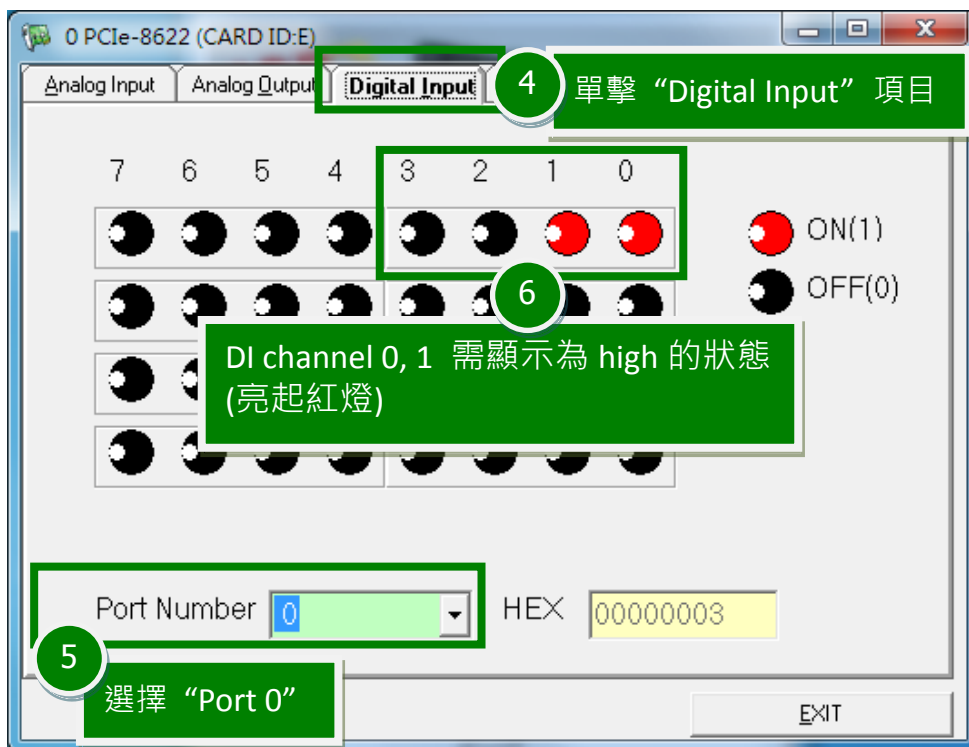 0 PCIe-8622 (CARD ID:E)
Analog Input
Analog Output
Digital Input
4
單擊 “Digital Input” 項目
7 6 5 4 3 2 1 0
ON(1)
OFF(0)
6
DI channel 0, 1 需顯示為 high 的狀態
(亮起紅燈)
Port Number 0
HEX 00000003
5
選擇 “Port 0”
EXIT